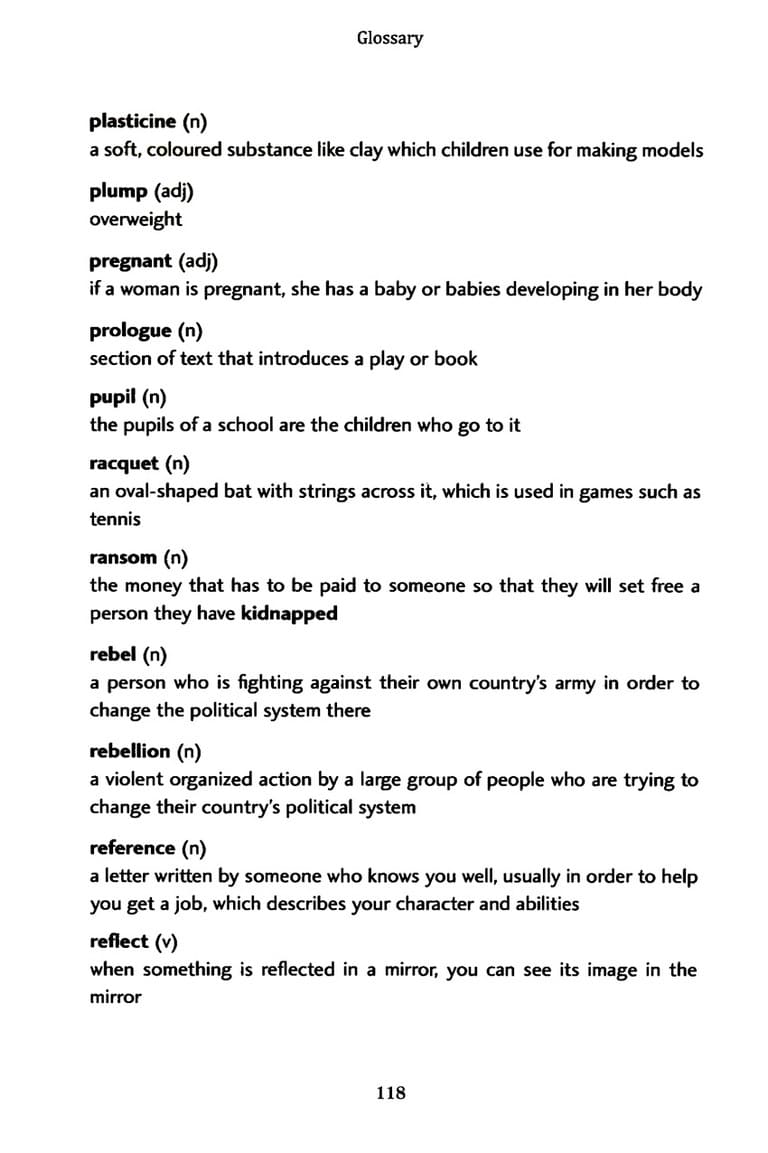 Glossary
plasticine (n)
a soft, coloured substance like clay which children use for making models
plump (adj)
overweight
pregnant (adj)
if a woman is pregnant, she has a baby or babies developing in her body
prologue (n)
section of text that introduces a play or book
pupil (n)
the pupils of a school are the children who go to it
racquet (n)
an oval-shaped bat with strings across it, which is used in games such as
tennis
ransom (n)
the money that has to be paid to someone so that they will set free a
person they have kidnapped
rebel (n)
a person who is fighting against their own country's army in order to
change the political system there
rebellion (n)
a violent organized action by a large group of people who are trying to
change their country's political system
reference (n)
a letter written by someone who knows you well, usually in order to help
you get a job, which describes your character and abilities
reflect (v)
when something is reflected in a mirror, you can see its image in the
mirror
118